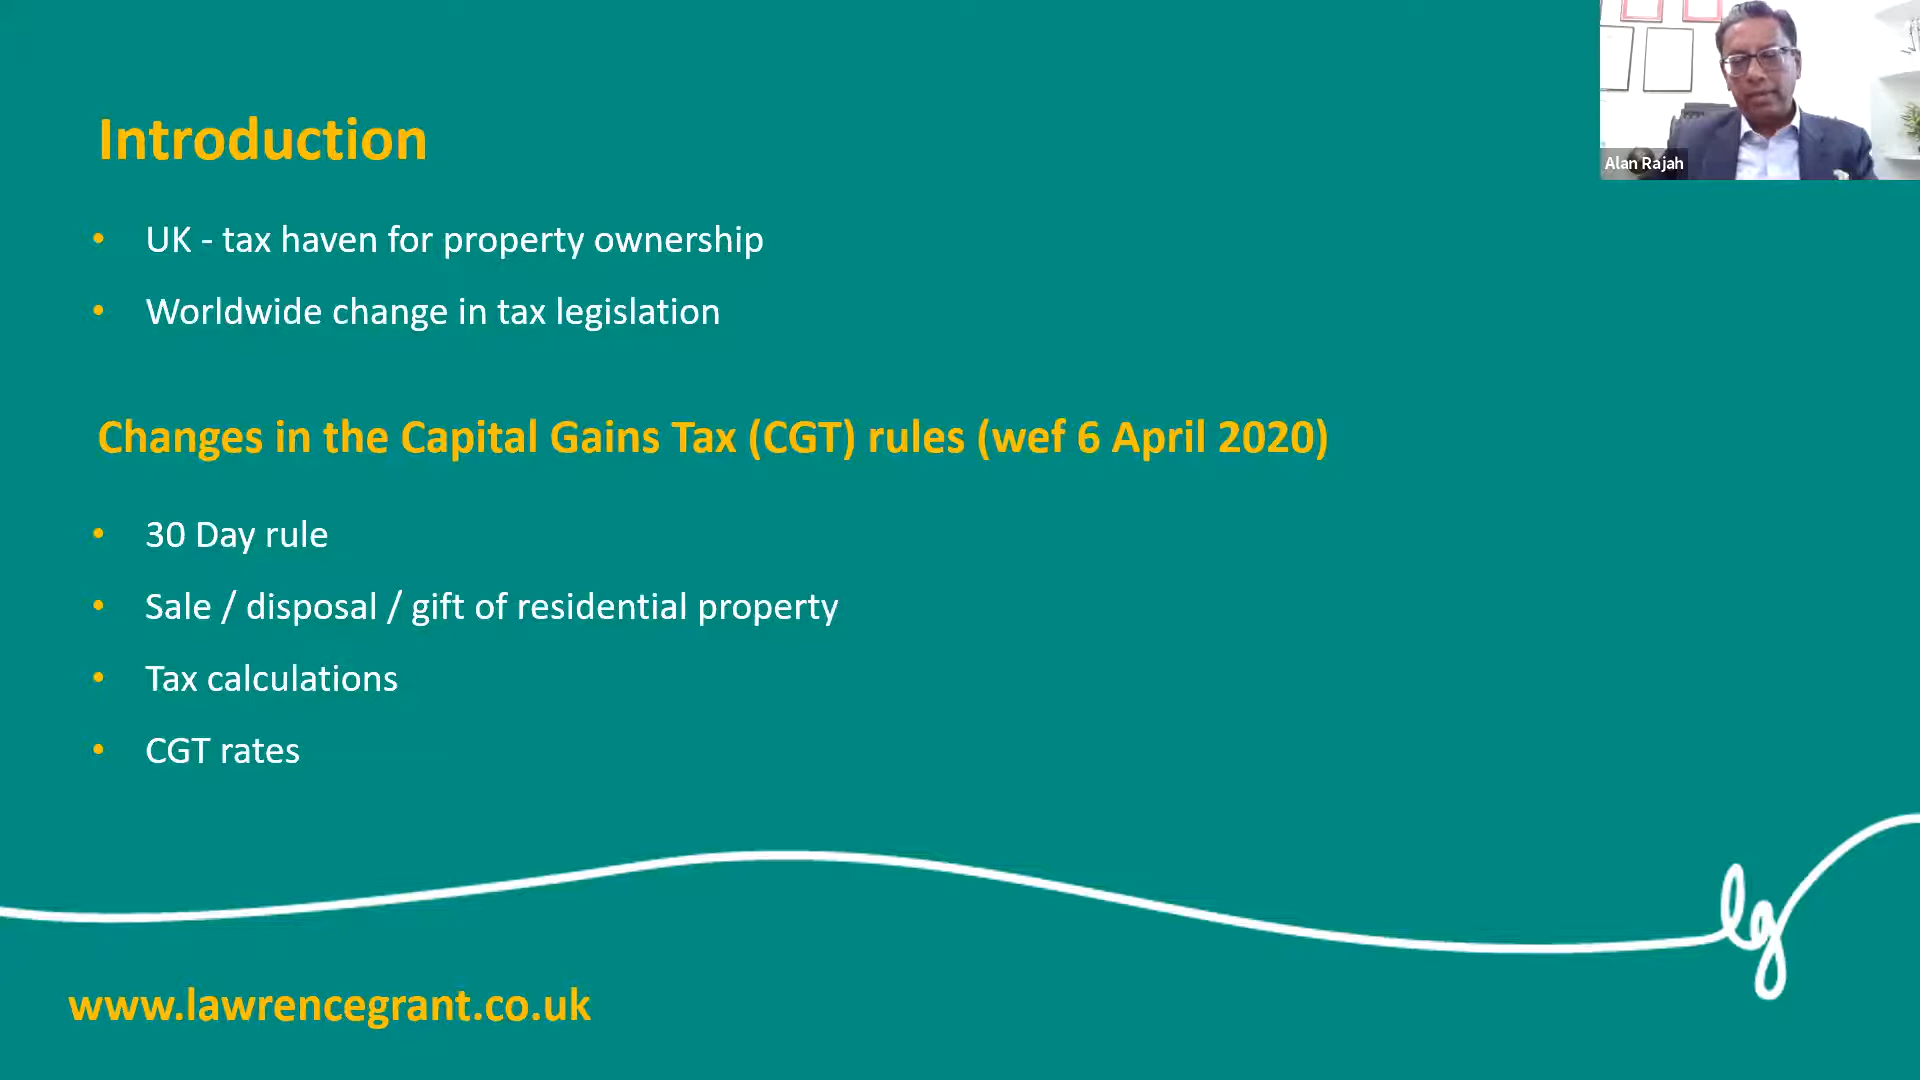 Introduction
• UK - tax haven for property ownership
• Worldwide change in tax legislation
Changes in the Capital Gains Tax (CGT) rules (wef 6 April 2020)
• 30 Day rule
• Sale / disposal / gift of residential property
• Tax calculations
• CGT rates
lg
www.lawrencegrant.co.uk
Alan Rajah